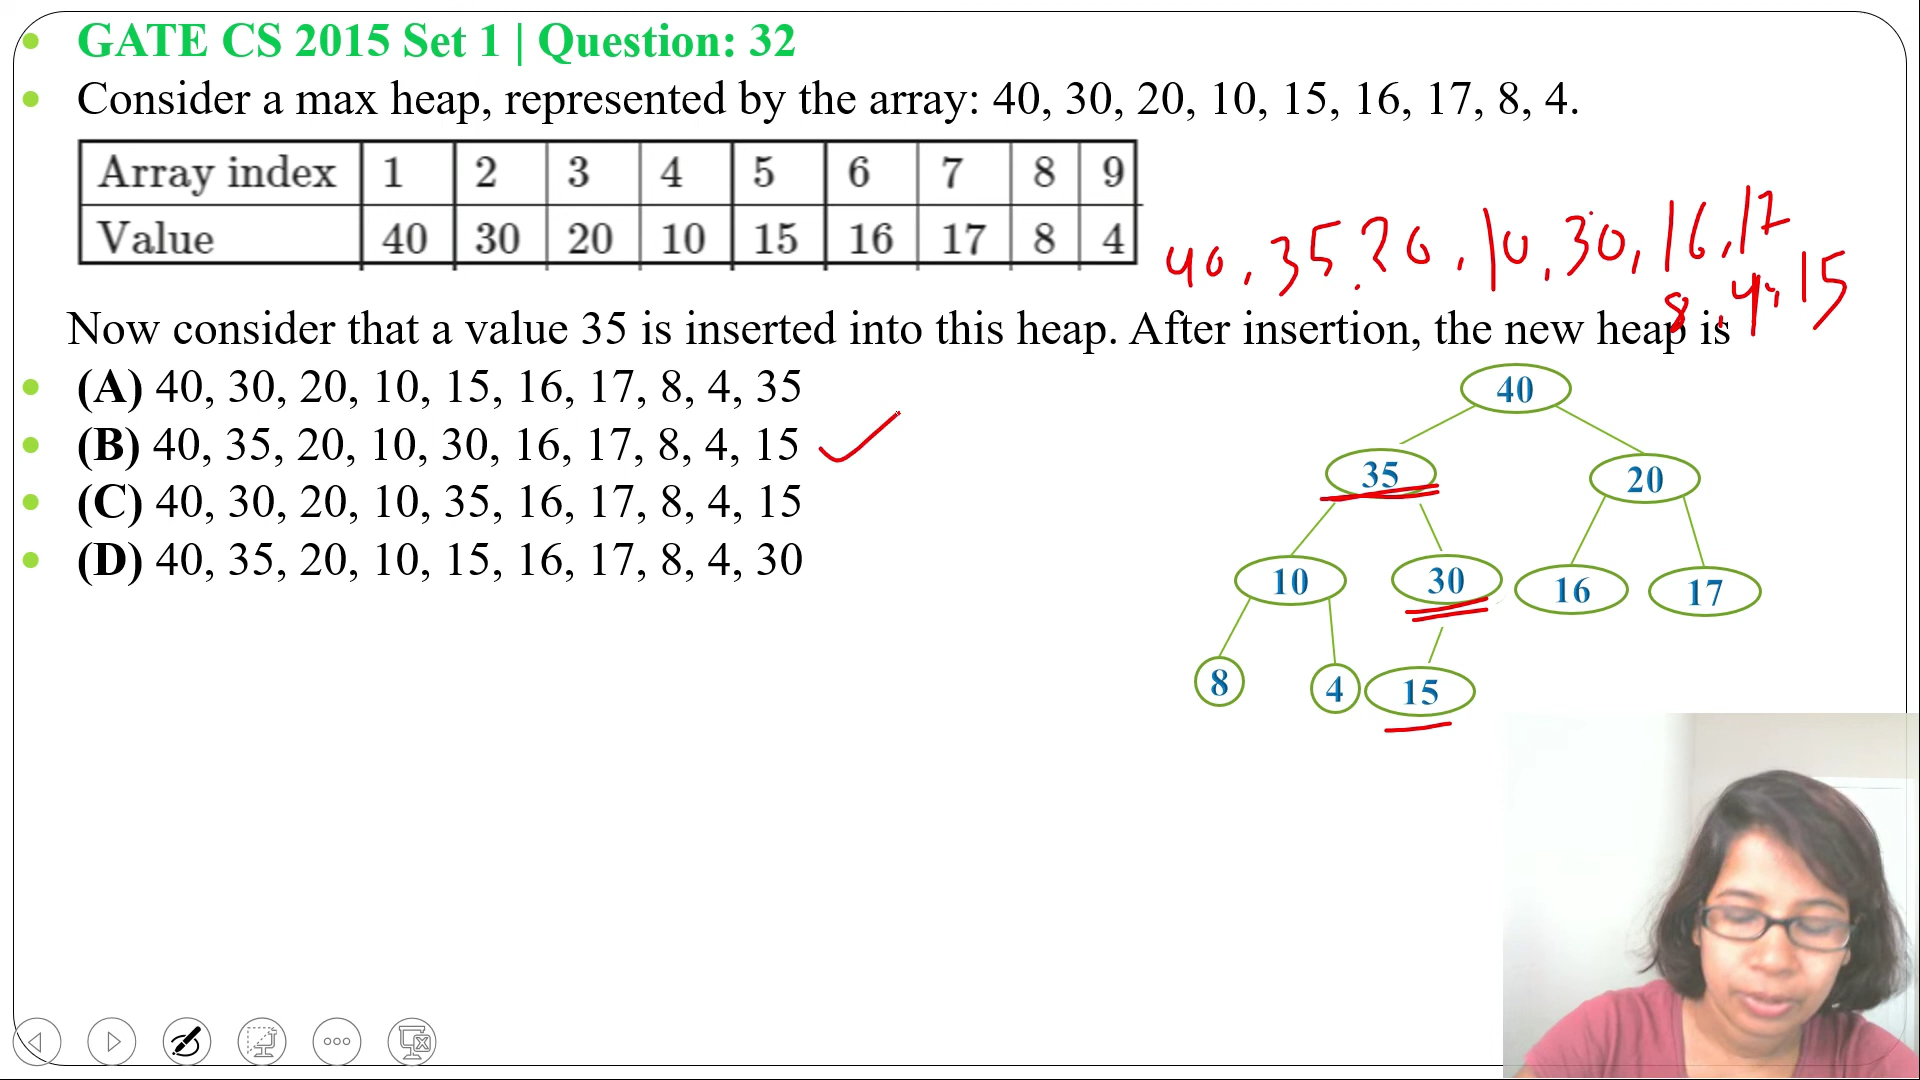 GATE CS 2015 Set 1 | Question: 32
Consider a max heap, represented by the array: 40, 30, 20, 10, 15, 16, 17, 8, 4.
Array index 1 2 3 4 5 6 7 8 9
Value 40 30 20 10 15 16 17 8 4
40, 35, 20, 10, 30, 16, 17
8, 4, 15
Now consider that a value 35 is inserted into this heap. After insertion, the new heap is
(A) 40, 30, 20, 10, 15, 16, 17, 8, 4, 35
(B) 40, 35, 20, 10, 30, 16, 17, 8, 4, 15
(C) 40, 30, 20, 10, 35, 16, 17, 8, 4, 15
(D) 40, 35, 20, 10, 15, 16, 17, 8, 4, 30
40
35 20
10 30 16 17
8 4 15